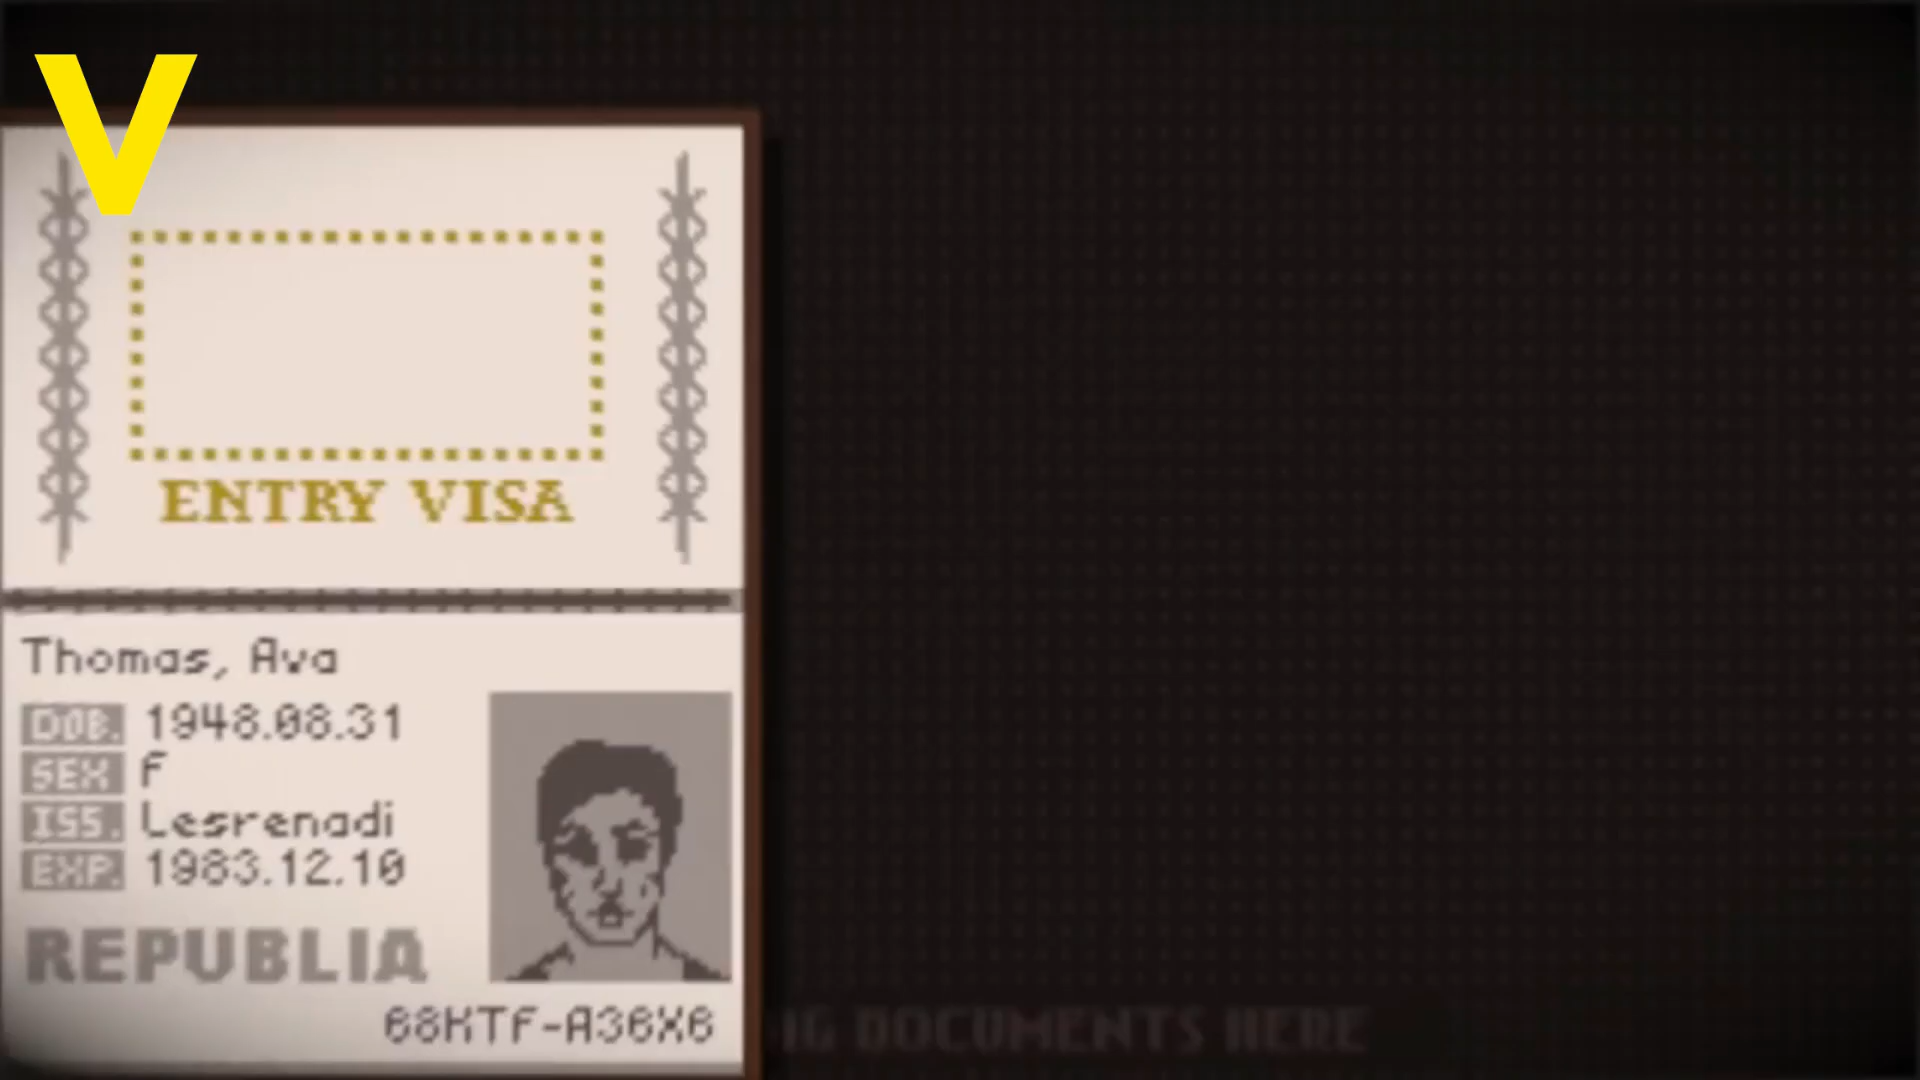 V
ENTRY VISA
Thomas, Ava
DOB. 1948.08.31
SEX F
ISS. Lesrenadi
EXP. 1983.12.10
REPUBLIA
68KTF-A36X6
DOCUMENTS HERE